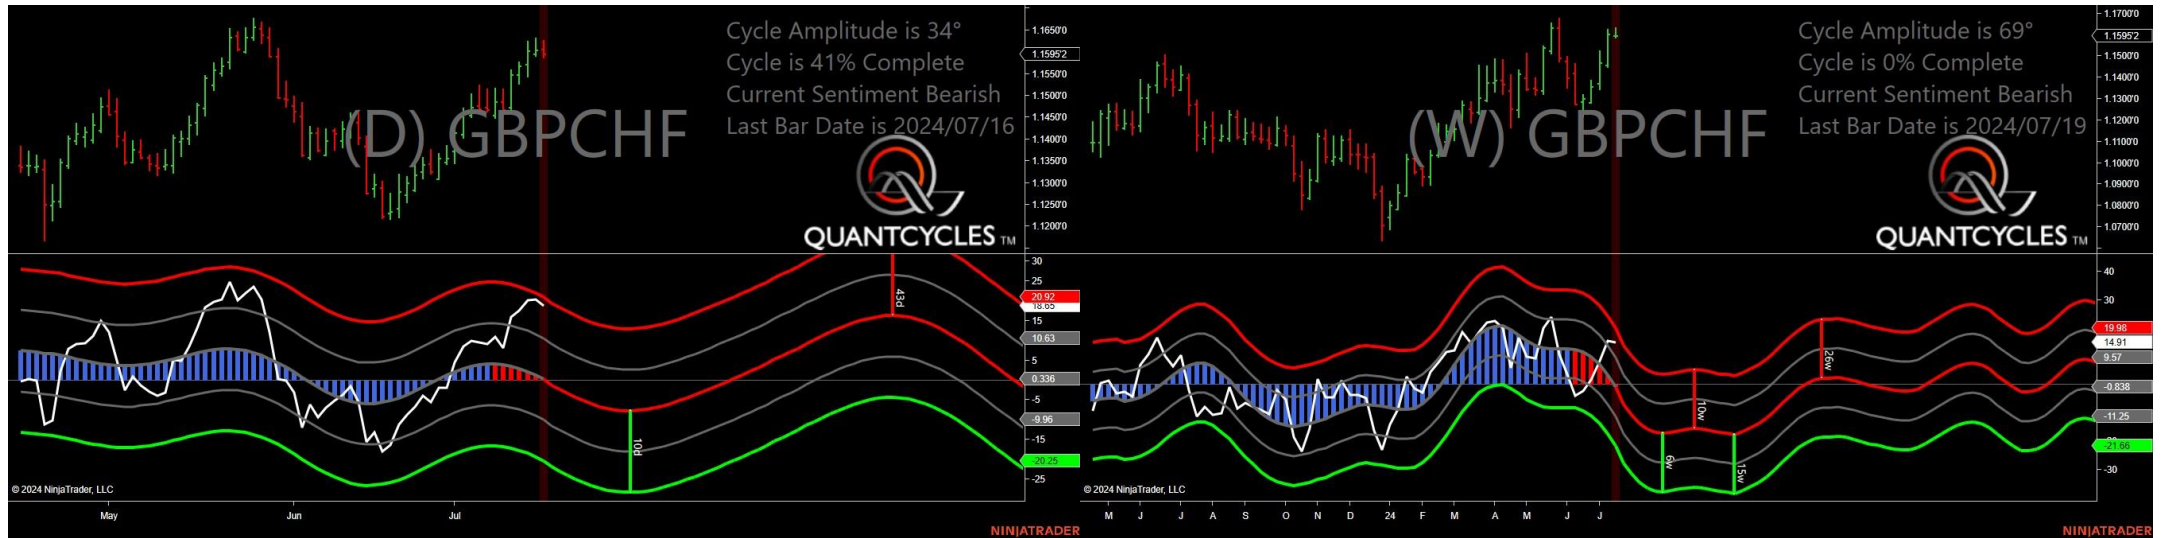 Cycle Amplitude is 34°
Cycle is 41% Complete
Current Sentiment Bearish
Last Bar Date is 2024/07/16
(D) GBPCHF
QUANTCYCLES TM
1.1650'0
1.1595'2
1.1550'0
1.1500'0
1.1450'0
1.1400'0
1.1350'0
1.1300'0
1.1250'0
1.1200'0
30
25
20.92
18.65
15
10.63
5
0.336
-5
-9.96
-15
-20.25
-25
43d
10d
© 2024 NinjaTrader, LLC
May
Jun
Jul
NINJATRADER
Cycle Amplitude is 69°
Cycle is 0% Complete
Current Sentiment Bearish
Last Bar Date is 2024/07/19
(W) GBPCHF
QUANTCYCLES TM
1.1700'0
1.1595'2
1.1500'0
1.1400'0
1.1300'0
1.1200'0
1.1100'0
1.1000'0
1.0900'0
1.0800'0
1.0700'0
40
30
19.98
14.91
9.57
-0.838
-11.25
-21.66
-30
6w
10w
15w
26w
© 2024 NinjaTrader, LLC
M
J
J
A
S
O
N
D
24
F
M
A
M
J
J
NINJATRADER